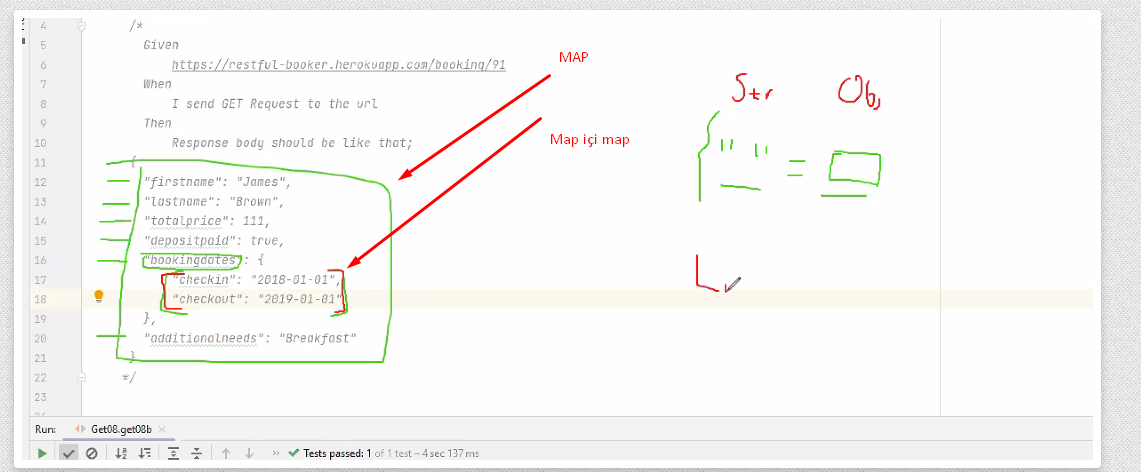 4 /*
5 Given
6 https://restful-booker.herokuapp.com/booking/91
7 When
8 I send GET Request to the url
9 Then
10 Response body should be like that;
11 {
12 "firstname": "James",
13 "lastname": "Brown",
14 "totalprice": 111,
15 "depositpaid": true,
16 "bookingdates": {
17 "checkin": "2018-01-01",
18 "checkout": "2019-01-01"
19 },
20 "additionalneeds": "Breakfast"
21 }
22 */
23
MAP
Map içi map
Str Obj
" " =
Run: Get08.get08b
Tests passed: 1 of 1 test – 4 sec 137 ms